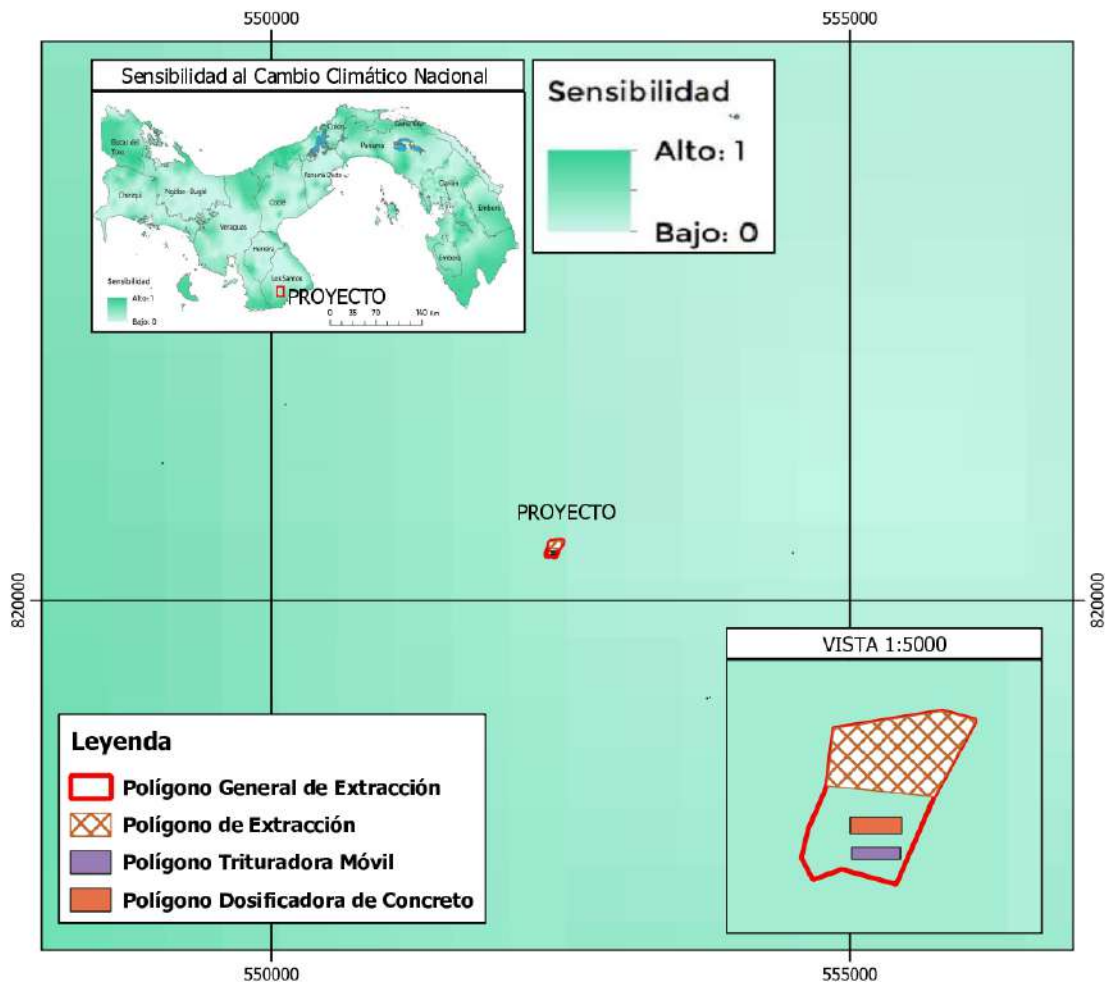 550000
555000
Sensibilidad al Cambio Climático Nacional
Bocas del
Toro
Chiriquí
Ngäbe - Buglé
Veraguas
Coclé
Colón
Panamá Oeste
Panamá
Darién
Emberá
Emberá
Herrera
Los Santos
Sensibilidad
Alto: 1
Bajo: 0
PROYECTO
0 35 70 140 Km
Sensibilidad
Alto: 1
Bajo: 0
PROYECTO
820000
820000
VISTA 1:5000
Leyenda
Polígono General de Extracción
Polígono de Extracción
Polígono Trituradora Móvil
Polígono Dosificadora de Concreto
550000
555000